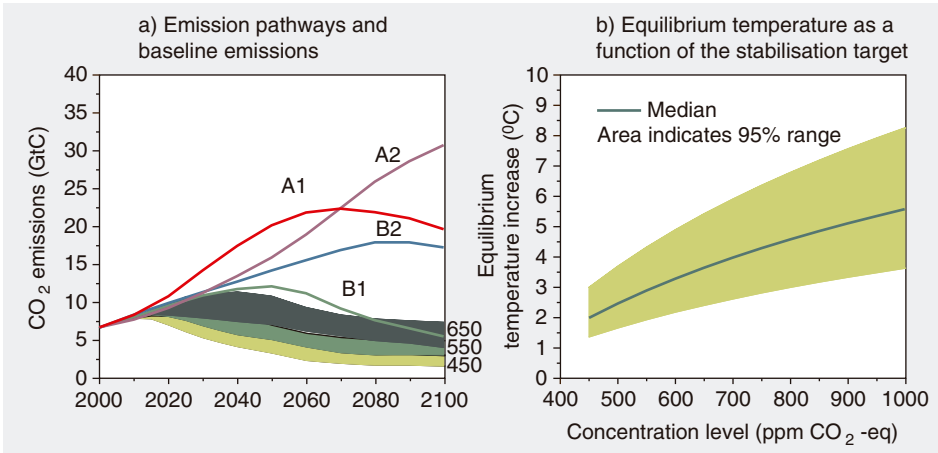 a) Emission pathways and
baseline emissions
40
35
30
25
20
15
10
5
0
CO2 emissions (GtC)
A2
A1
B2
B1
650
550
450
2000
2020
2040
2060
2080
2100
b) Equilibrium temperature as a
function of the stabilisation target
10
9
8
7
6
5
4
3
2
1
0
Equilibrium
temperature increase (⁰C)
Median
Area indicates 95% range
400
500
600
700
800
900
1000
Concentration level (ppm CO2 -eq)